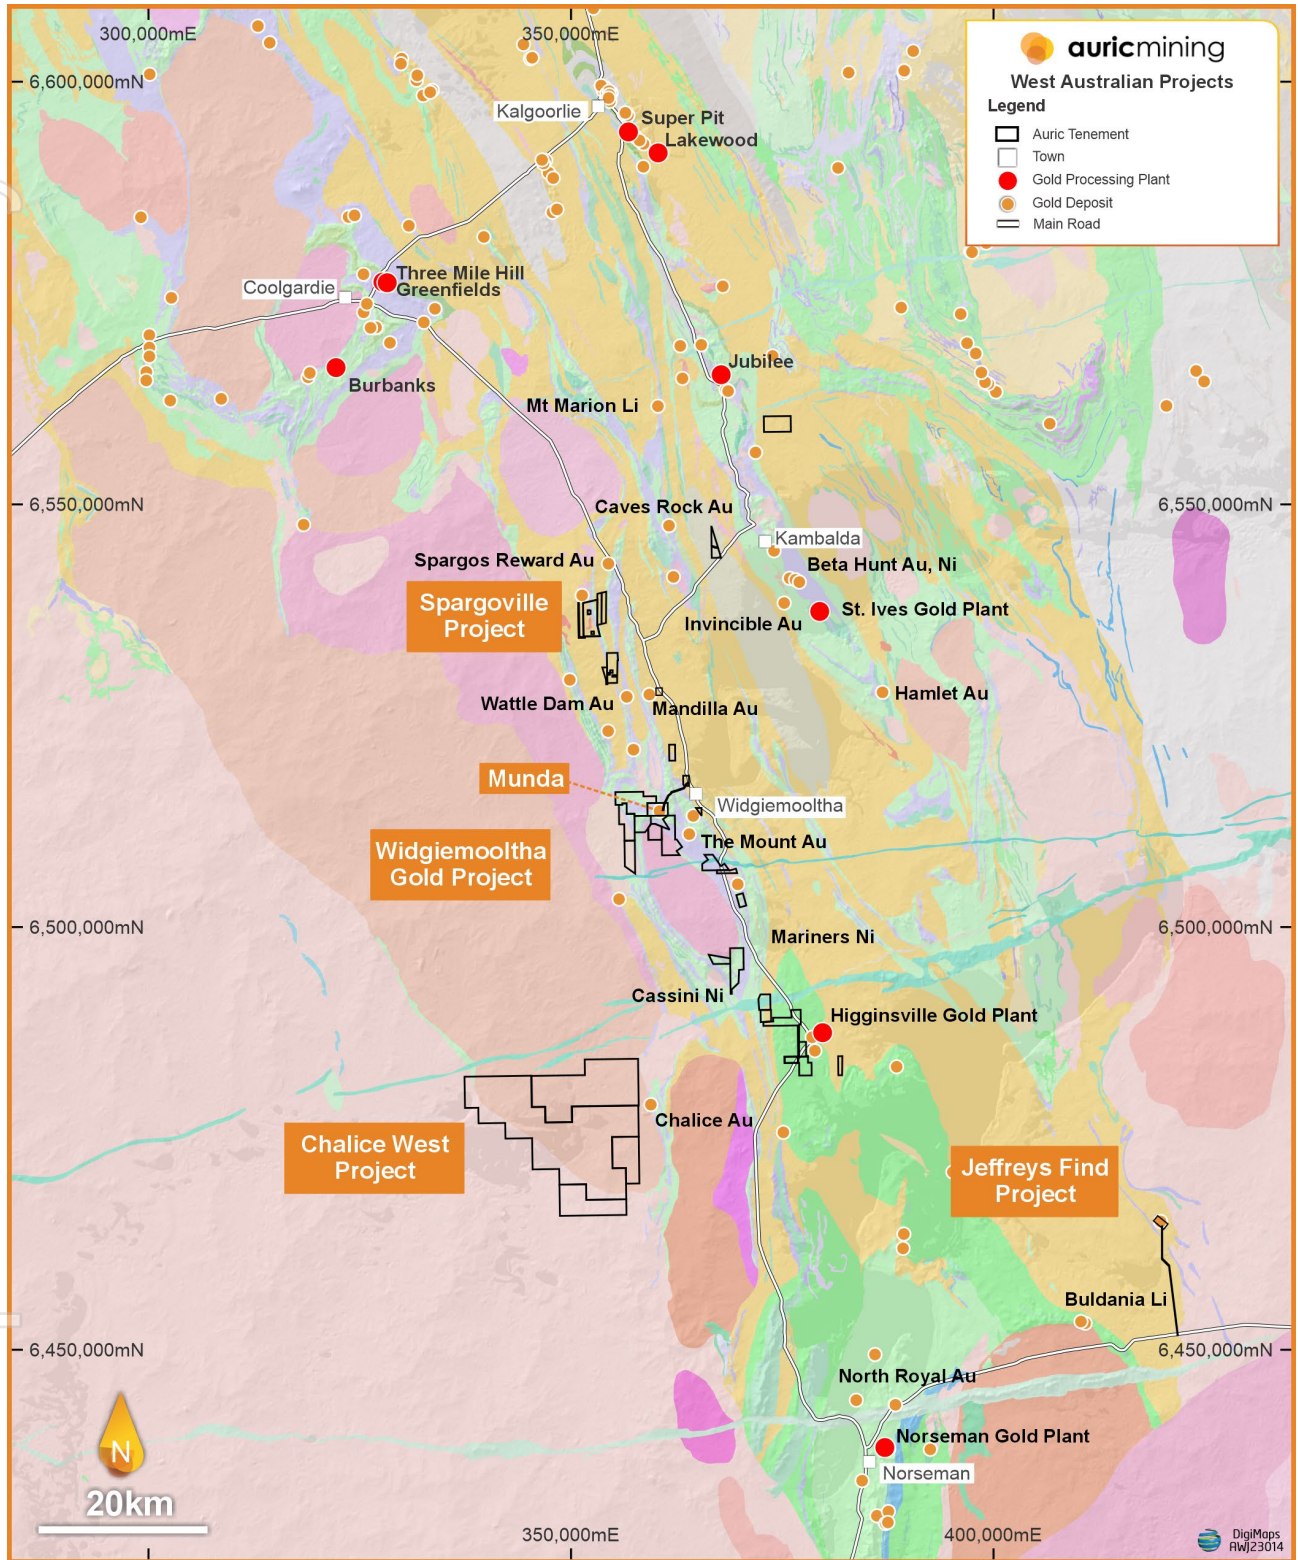 300,000mE
350,000mE
6,600,000mN
auricmining
West Australian Projects
Legend
Auric Tenement
Town
Gold Processing Plant
Gold Deposit
Main Road
Kalgoorlie
Super Pit
Lakewood
Coolgardie
Three Mile Hill
Greenfields
Burbanks
Jubilee
Mt Marion Li
6,550,000mN
6,550,000mN
Caves Rock Au
Kambalda
Spargos Reward Au
Beta Hunt Au, Ni
Spargoville
Project
St. Ives Gold Plant
Invincible Au
Hamlet Au
Wattle Dam Au
Mandilla Au
Munda
Widgiemooltha
The Mount Au
Widgiemooltha
Gold Project
6,500,000mN
6,500,000mN
Mariners Ni
Cassini Ni
Higginsville Gold Plant
Chalice Au
Chalice West
Project
Jeffreys Find
Project
Buldania Li
6,450,000mN
6,450,000mN
North Royal Au
Norseman Gold Plant
Norseman
N
20km
350,000mE
400,000mE
DigiMaps
AWJ23014